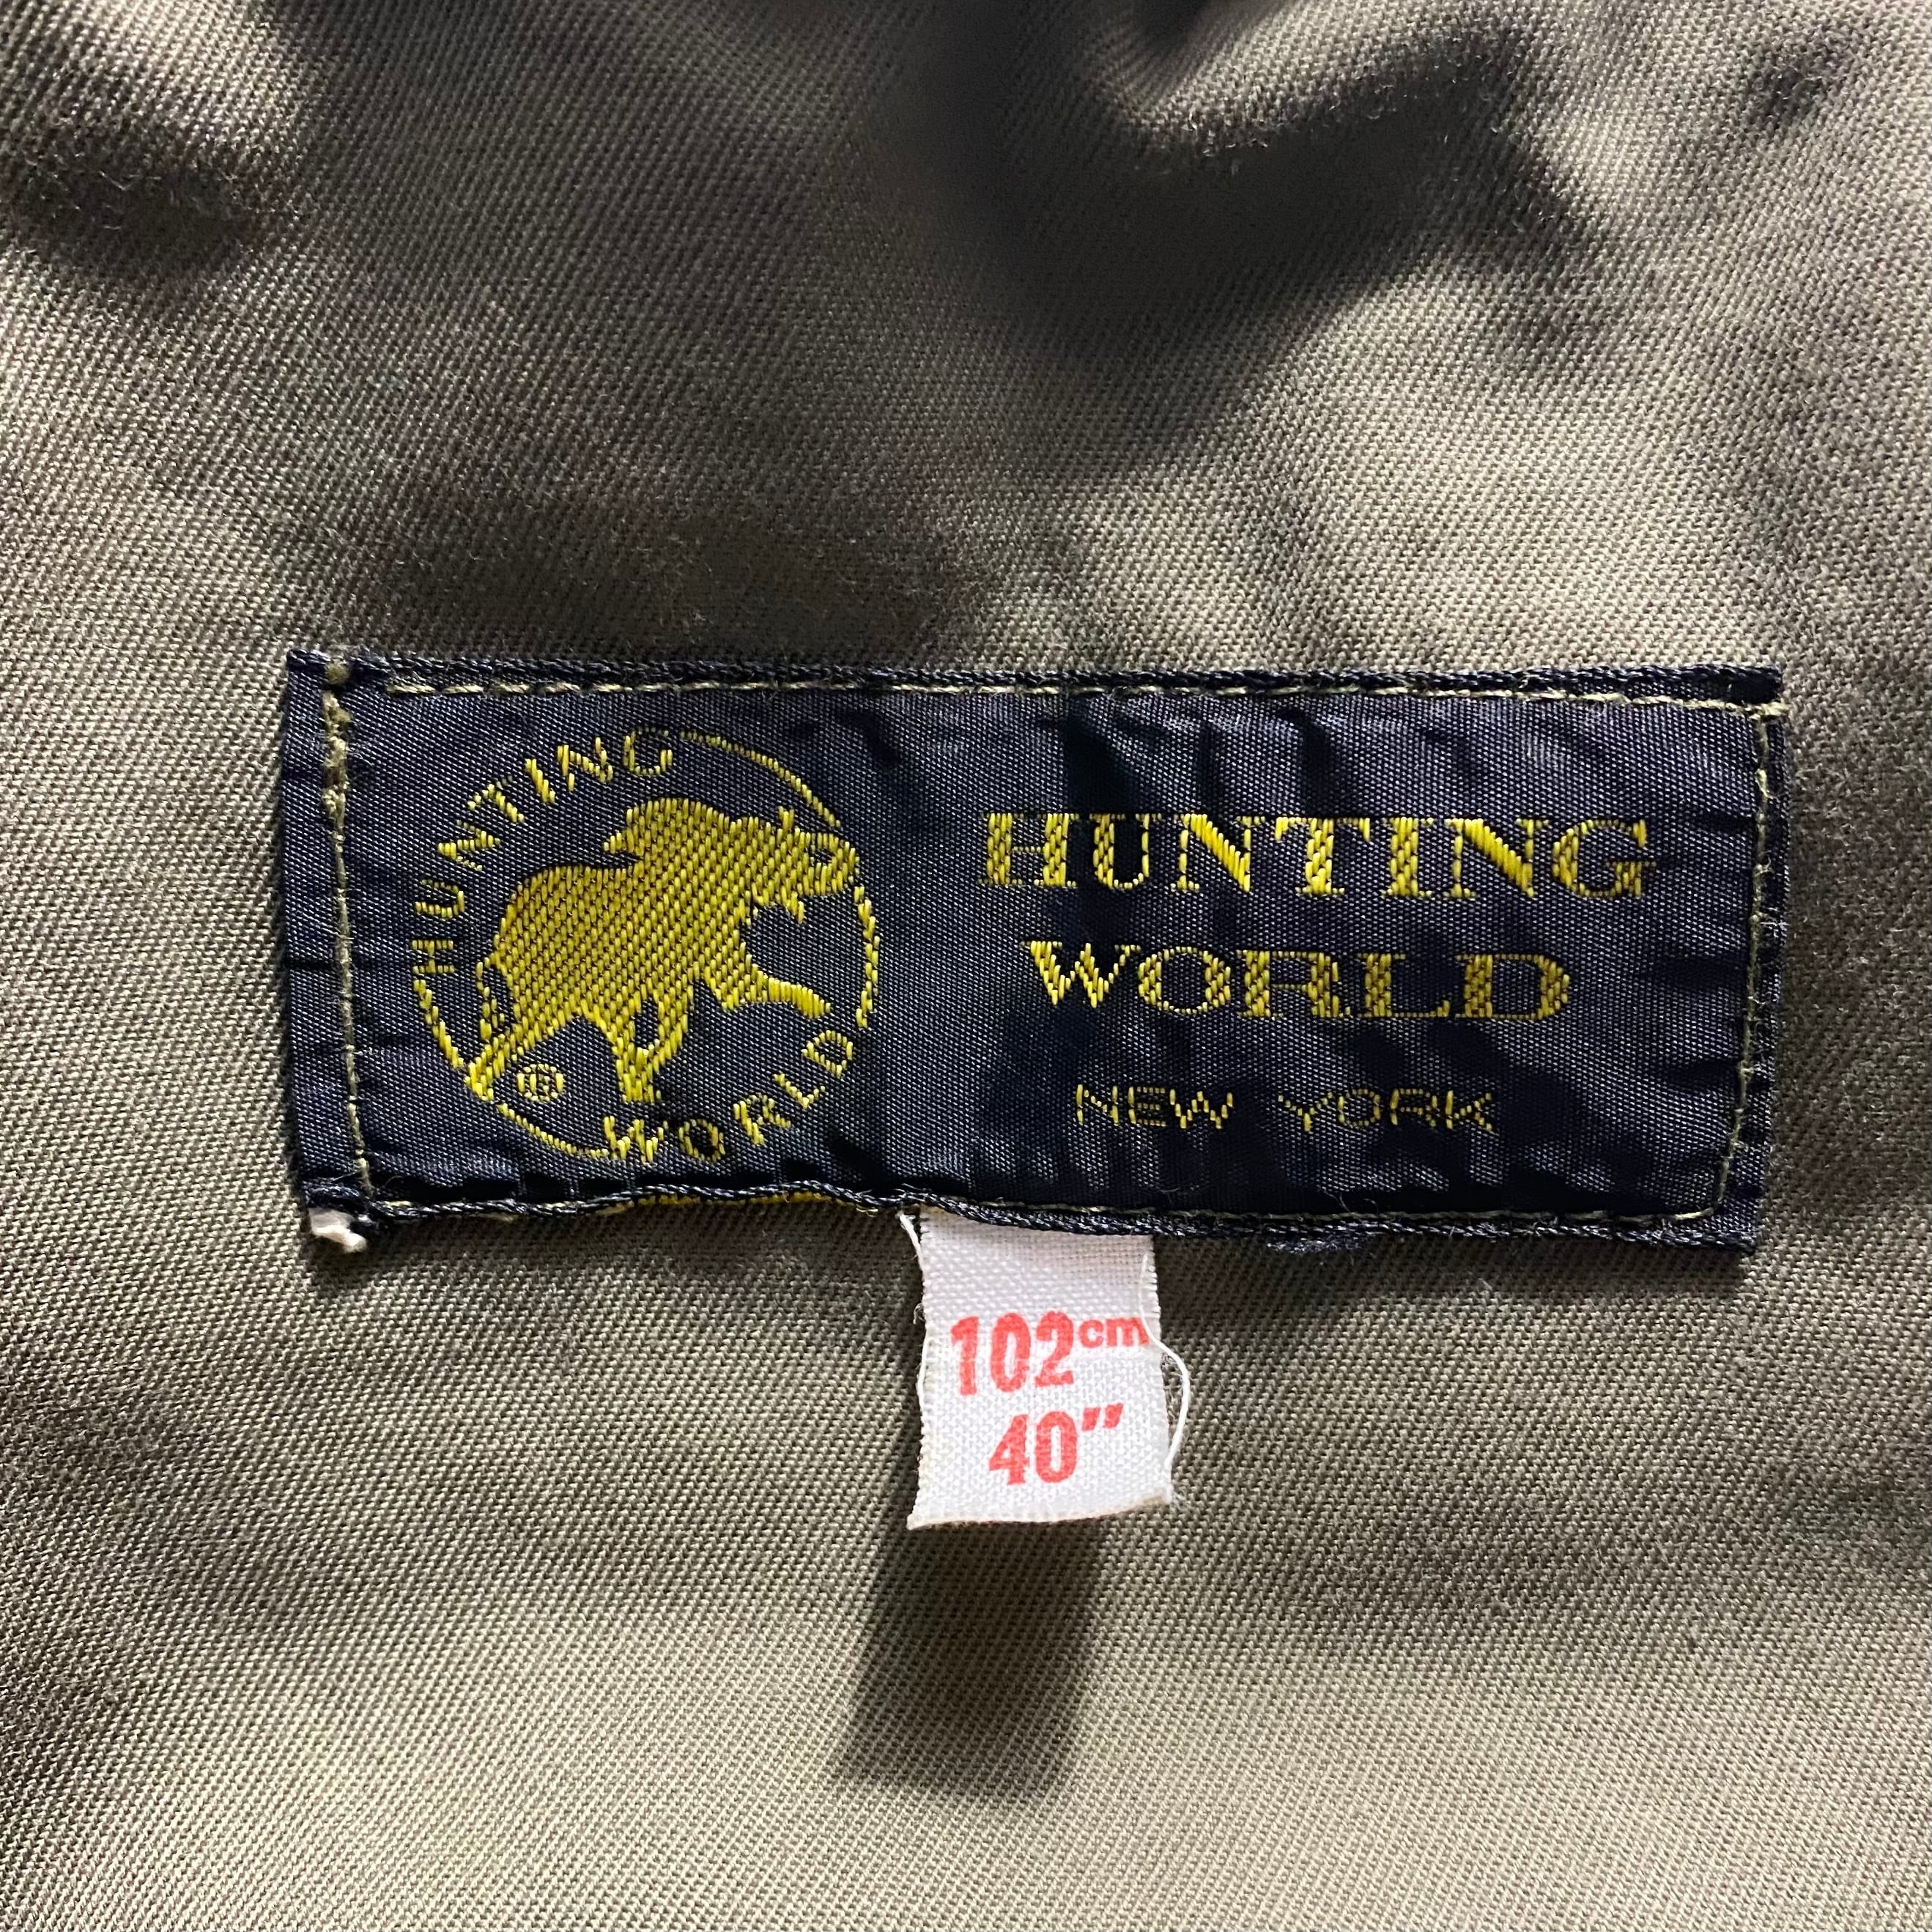 HUNTING
WORLD
®
HUNTING
WORLD
NEW YORK
102cm
40"